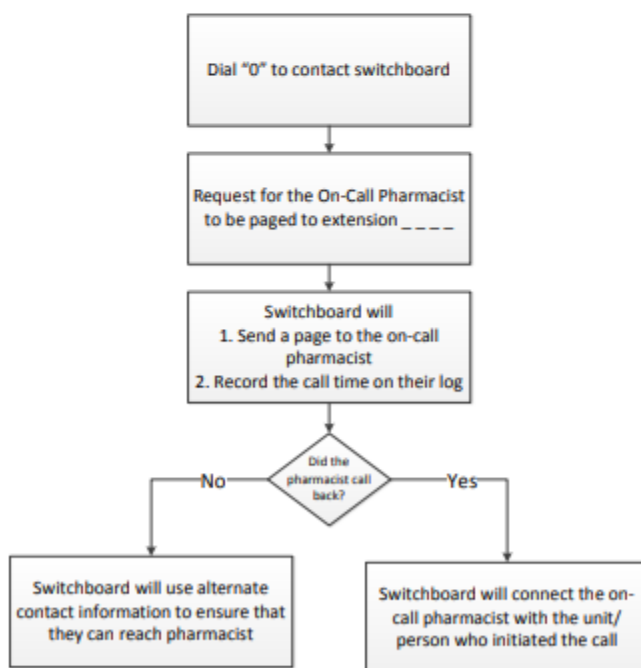 Dial “0” to contact switchboard
Request for the On-Call Pharmacist
to be paged to extension _ _ _ _
Switchboard will
1. Send a page to the on-call
pharmacist
2. Record the call time on their log
Did the
pharmacist call
back?
No
Yes
Switchboard will use alternate
contact information to ensure that
they can reach pharmacist
Switchboard will connect the on-
call pharmacist with the unit/
person who initiated the call